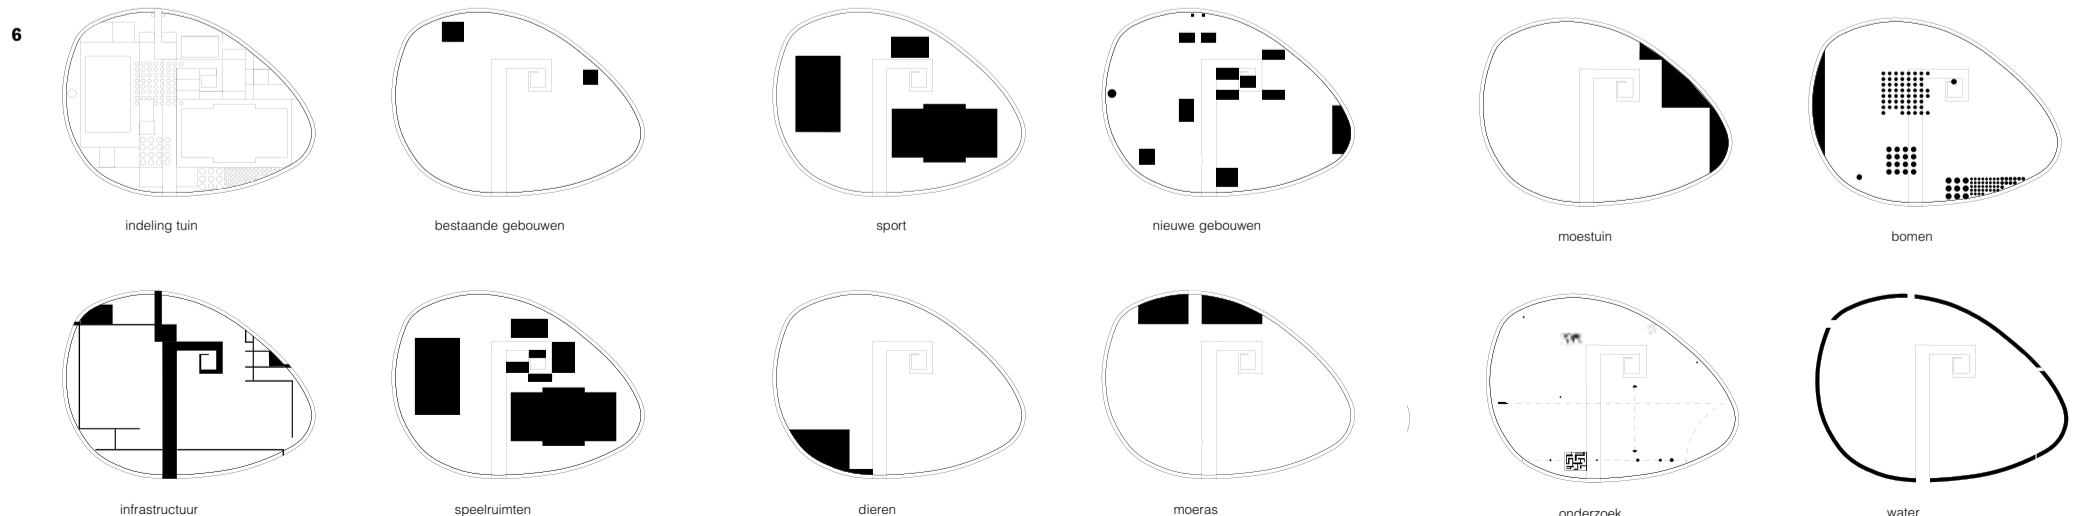 6
indeling tuin
bestaande gebouwen
sport
nieuwe gebouwen
moestuin
bomen
infrastructuur
speelruimten
dieren
moeras
onderzoek
water